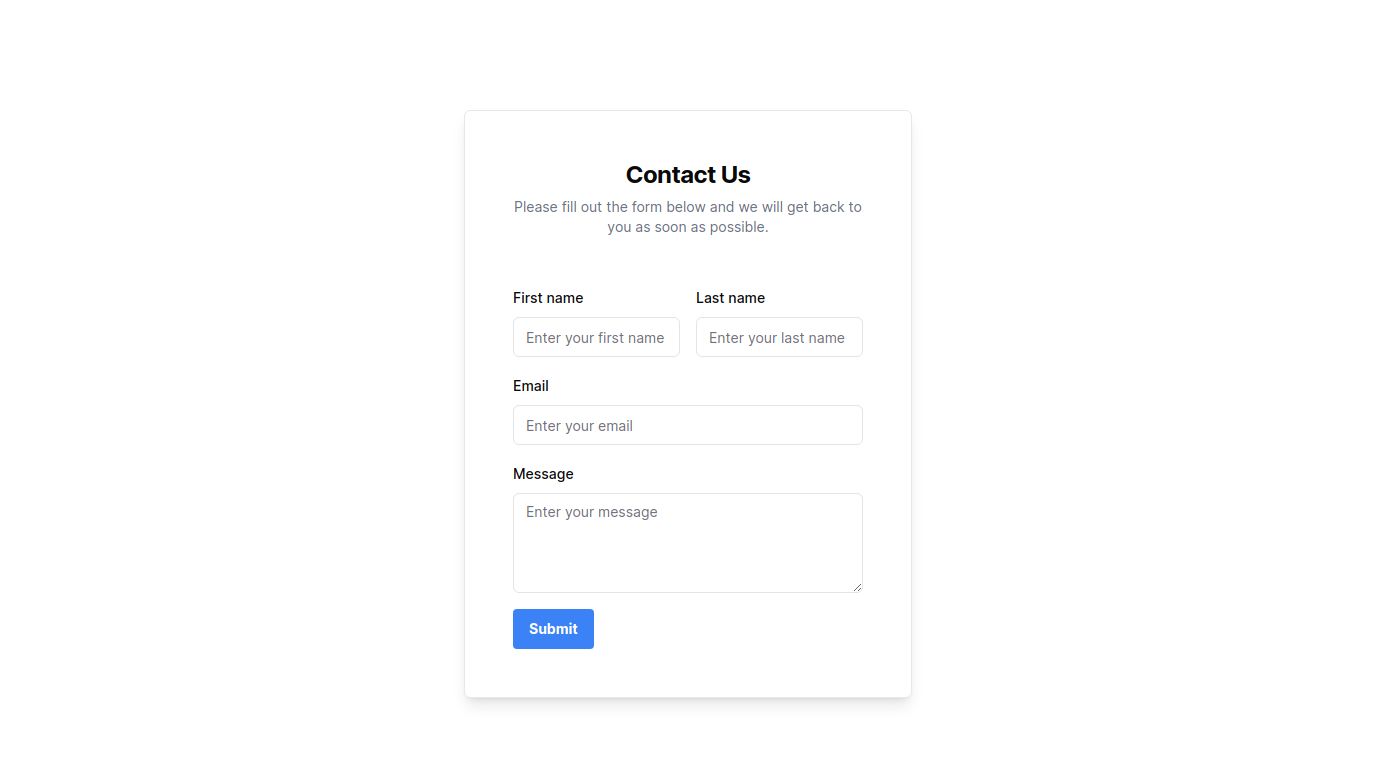 Contact Us
Please fill out the form below and we will get back to
you as soon as possible.
First name
Last name
Enter your first name
Enter your last name
Email
Enter your email
Message
Enter your message
Submit